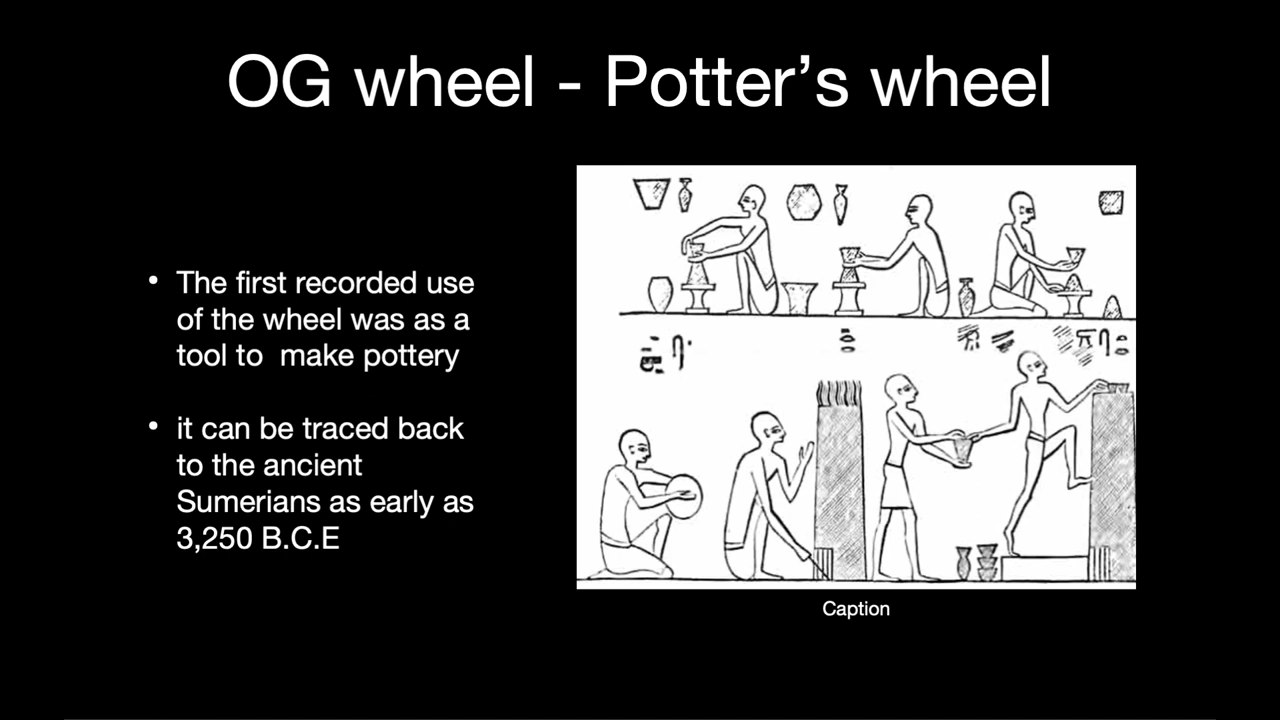 OG wheel - Potter’s wheel
• The first recorded use
of the wheel was as a
tool to  make pottery
• it can be traced back
to the ancient
Sumerians as early as
3,250 B.C.E
Caption